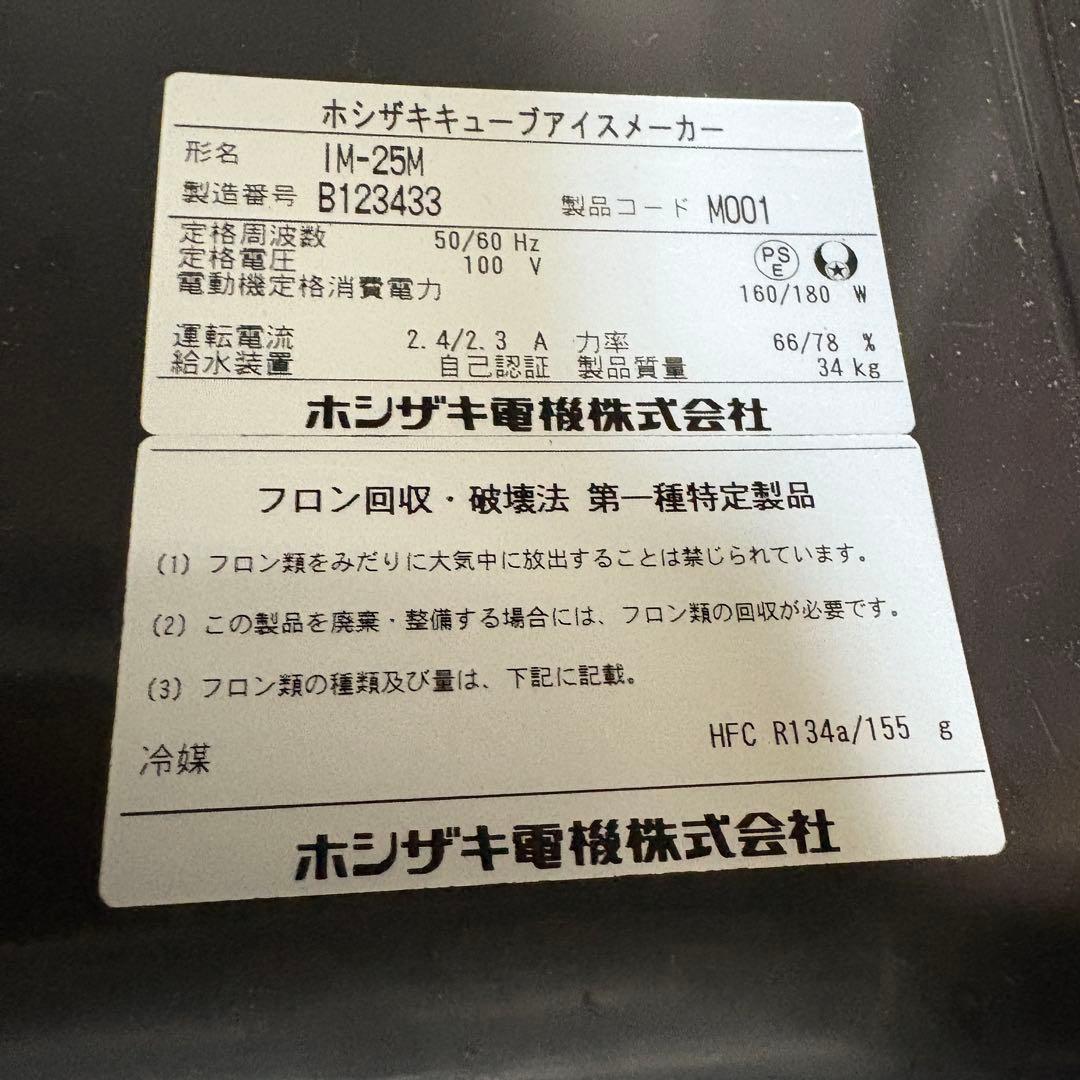 ホシザキキューブアイスメーカー
形名 IM-25M
製造番号 B123433 製品コード M001
定格周波数 50/60 Hz
定格電圧 100 V
PS E
電動機定格消費電力 160/180 W
運転電流 2.4/2.3 A 力率 66/78 %
給水装置 自己認証 製品質量 34 kg
ホシザキ電機株式会社
フロン回収・破壊法 第一種特定製品
(1) フロン類をみだりに大気中に放出することは禁じられています。
(2) この製品を廃棄・整備する場合には、フロン類の回収が必要です。
(3) フロン類の種類及び量は、下記に記載。
冷媒 HFC R134a/155 g
ホシザキ電機株式会社